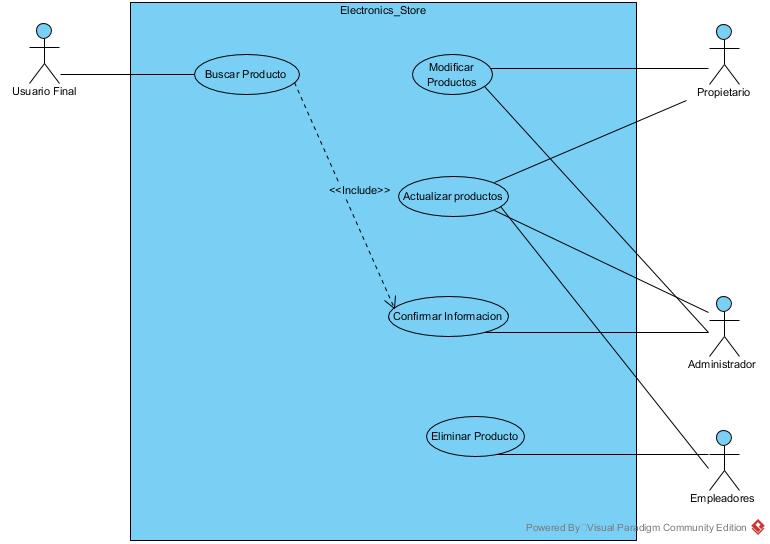 Electronics_Store
Usuario Final
Buscar Producto
Modificar
Productos
Propietario
<<Include>>
Actualizar productos
Confirmar Informacion
Administrador
Eliminar Producto
Empleadores
Powered By Visual Paradigm Community Edition